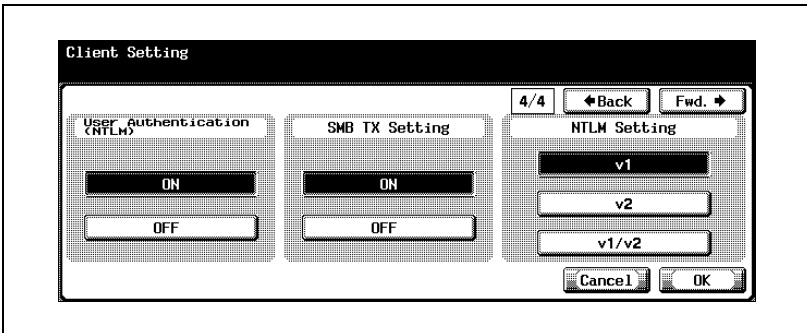 Client Setting
4/4 ←Back Fwd. →
User Authentication
(NTLM)
SMB TX Setting
NTLM Setting
ON
OFF
ON
OFF
v1
v2
v1/v2
Cancel OK